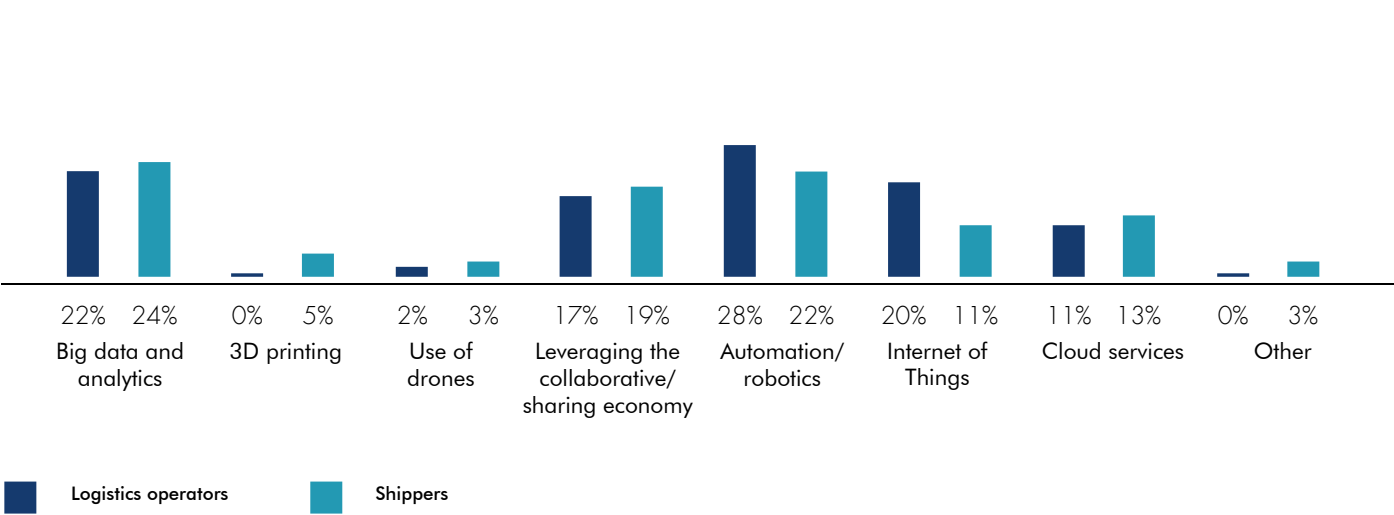 22% 24% 0% 5% 2% 3% 17% 19% 28% 22% 20% 11% 11% 13% 0% 3%
Big data and
analytics
3D printing
Use of
drones
Leveraging the
collaborative/
sharing economy
Automation/
robotics
Internet of
Things
Cloud services
Other
Logistics operators
Shippers